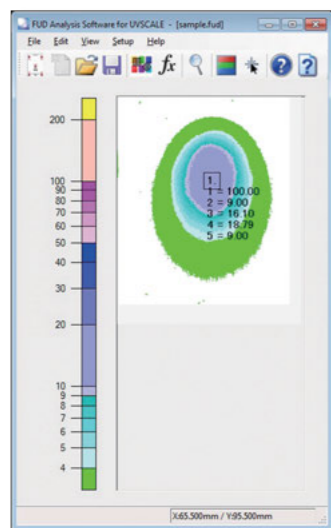 FUD Analysis Software for UVSCALE - [sample.fud]
File Edit View Setup Help
fx ? ?
200
100
90
80
70
60
50
40
30
20
10
9
8
7
6
5
4
1.
1 = 100.00
2 = 9.00
3 = 16.10
4 = 18.79
5 = 9.00
X:65.500mm / Y:95.500mm